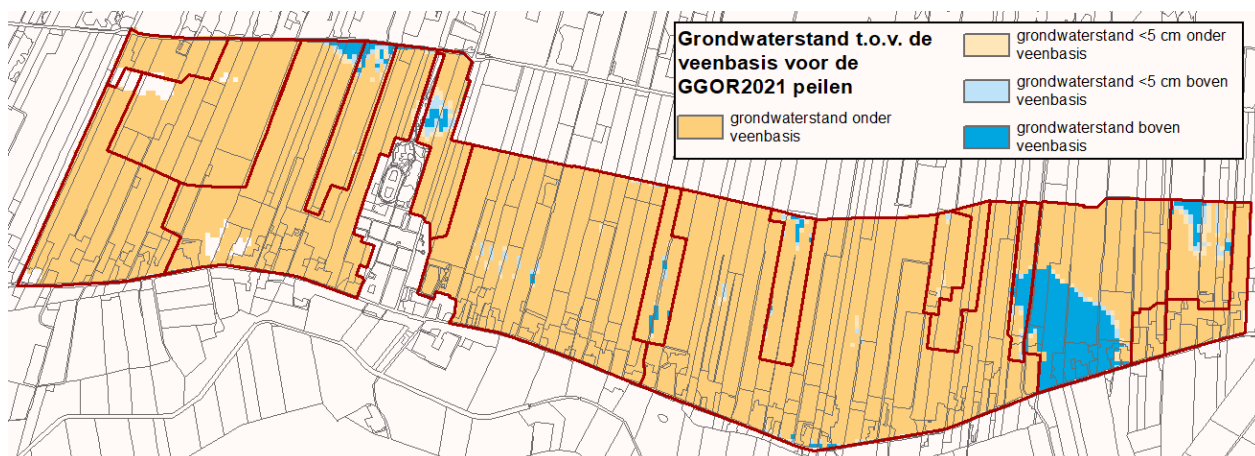 Grondwaterstand t.o.v. de
veenbasis voor de
GGOR2021 peilen
grondwaterstand onder
veenbasis
grondwaterstand <5 cm onder
veenbasis
grondwaterstand <5 cm boven
veenbasis
grondwaterstand boven
veenbasis